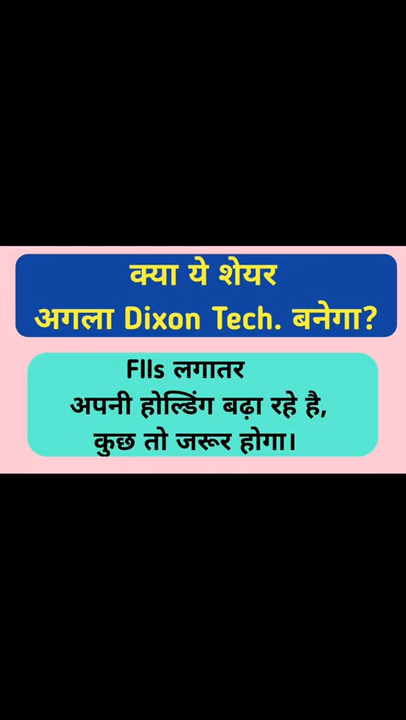 क्या ये शेयर
अगला Dixon Tech. बनेगा?
FIIs लगातर
अपनी होल्डिंग बढ़ा रहे है,
कुछ तो जरूर होगा।